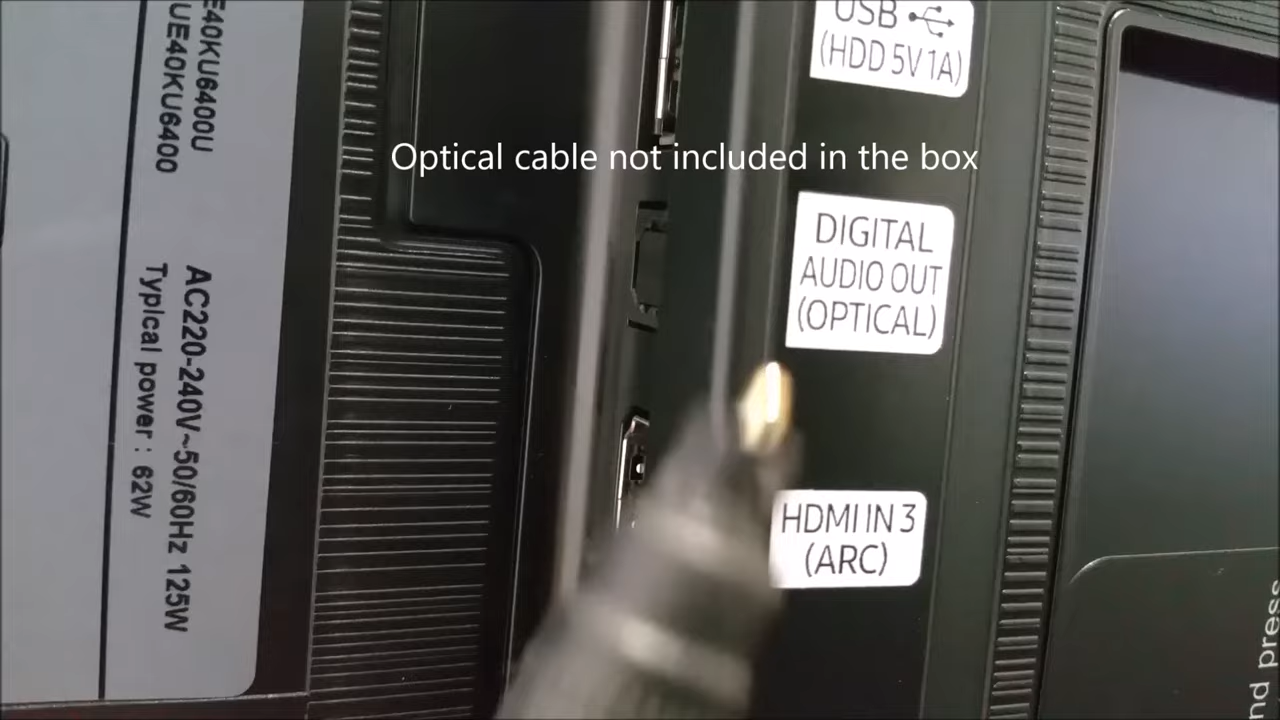 E40KU6400U
UE40KU6400
AC220-240V~50/60Hz 125W
Typical power : 62W
Optical cable not included in the box
USB
(HDD 5V 1A)
DIGITAL
AUDIO OUT
(OPTICAL)
HDMI IN 3
(ARC)
nd press